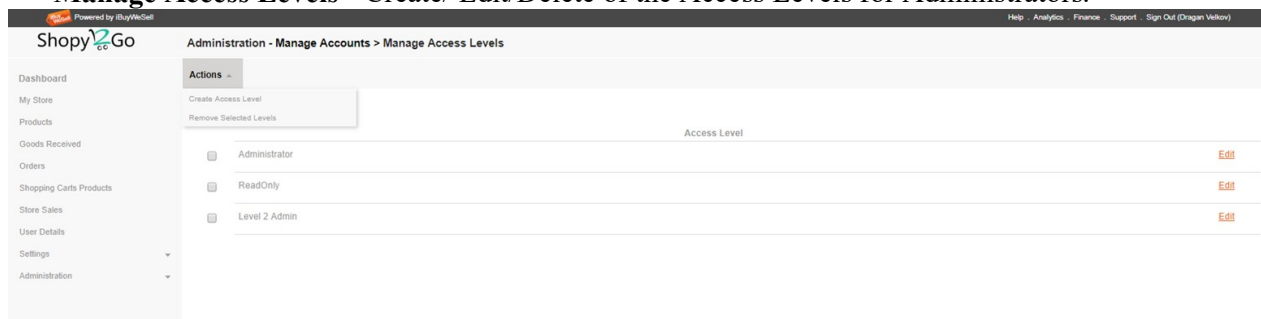 Manage Access Levels - Create/ Edit/Delete of the Access Levels for Administrators.
Powered by iBuyWeSell
Help . Analytics . Finance . Support . Sign Out (Dragan Velkov)
Shopy2Go
Administration - Manage Accounts > Manage Access Levels
Dashboard
Actions
My Store
Create Access Level
Products
Remove Selected Levels
Goods Received
Access Level
Administrator Edit
Orders
Shopping Carts Products
ReadOnly Edit
Store Sales
Level 2 Admin Edit
User Details
Settings
Administration